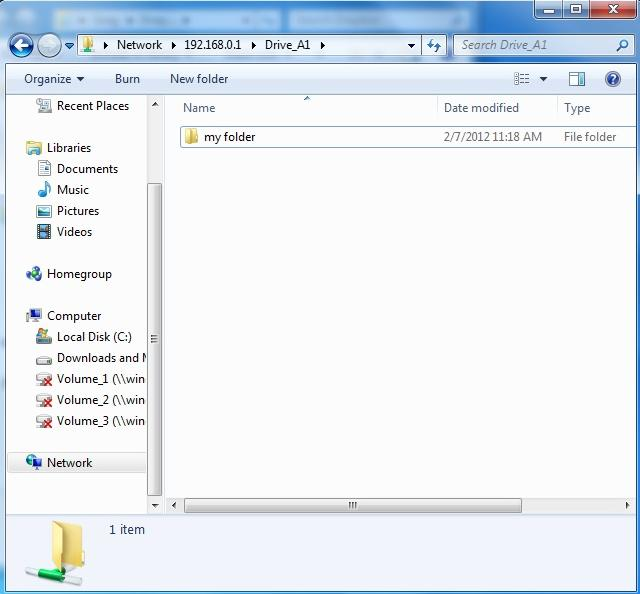 Network 192.168.0.1 Drive_A1 Search Drive_A1
Organize Burn New folder
Recent Places
Libraries
Documents
Music
Pictures
Videos
Homegroup
Computer
Local Disk (C:)
Downloads and M
Volume_1 (\\win
Volume_2 (\\win
Volume_3 (\\win
Network
Name Date modified Type
my folder 2/7/2012 11:18 AM File folder
1 item